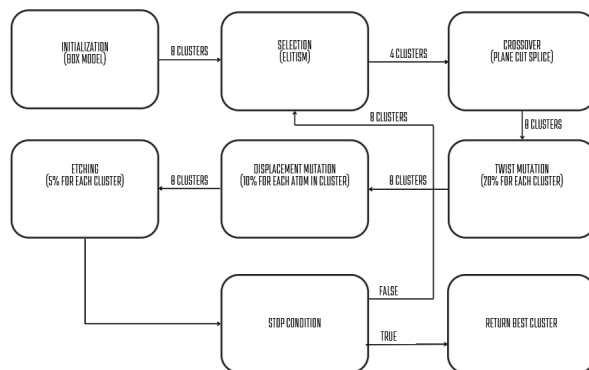 INITIALIZATION
(BOX MODEL)
8 CLUSTERS
SELECTION
(ELITISM)
4 CLUSTERS
CROSSOVER
(PLANE CUT SPLICE)
8 CLUSTERS
8 CLUSTERS
ETCHING
(5% FOR EACH CLUSTER)
8 CLUSTERS
DISPLACEMENT MUTATION
(10% FOR EACH ATOM IN CLUSTER)
8 CLUSTERS
TWIST MUTATION
(20% FOR EACH CLUSTER)
STOP CONDITION
FALSE
TRUE
RETURN BEST CLUSTER